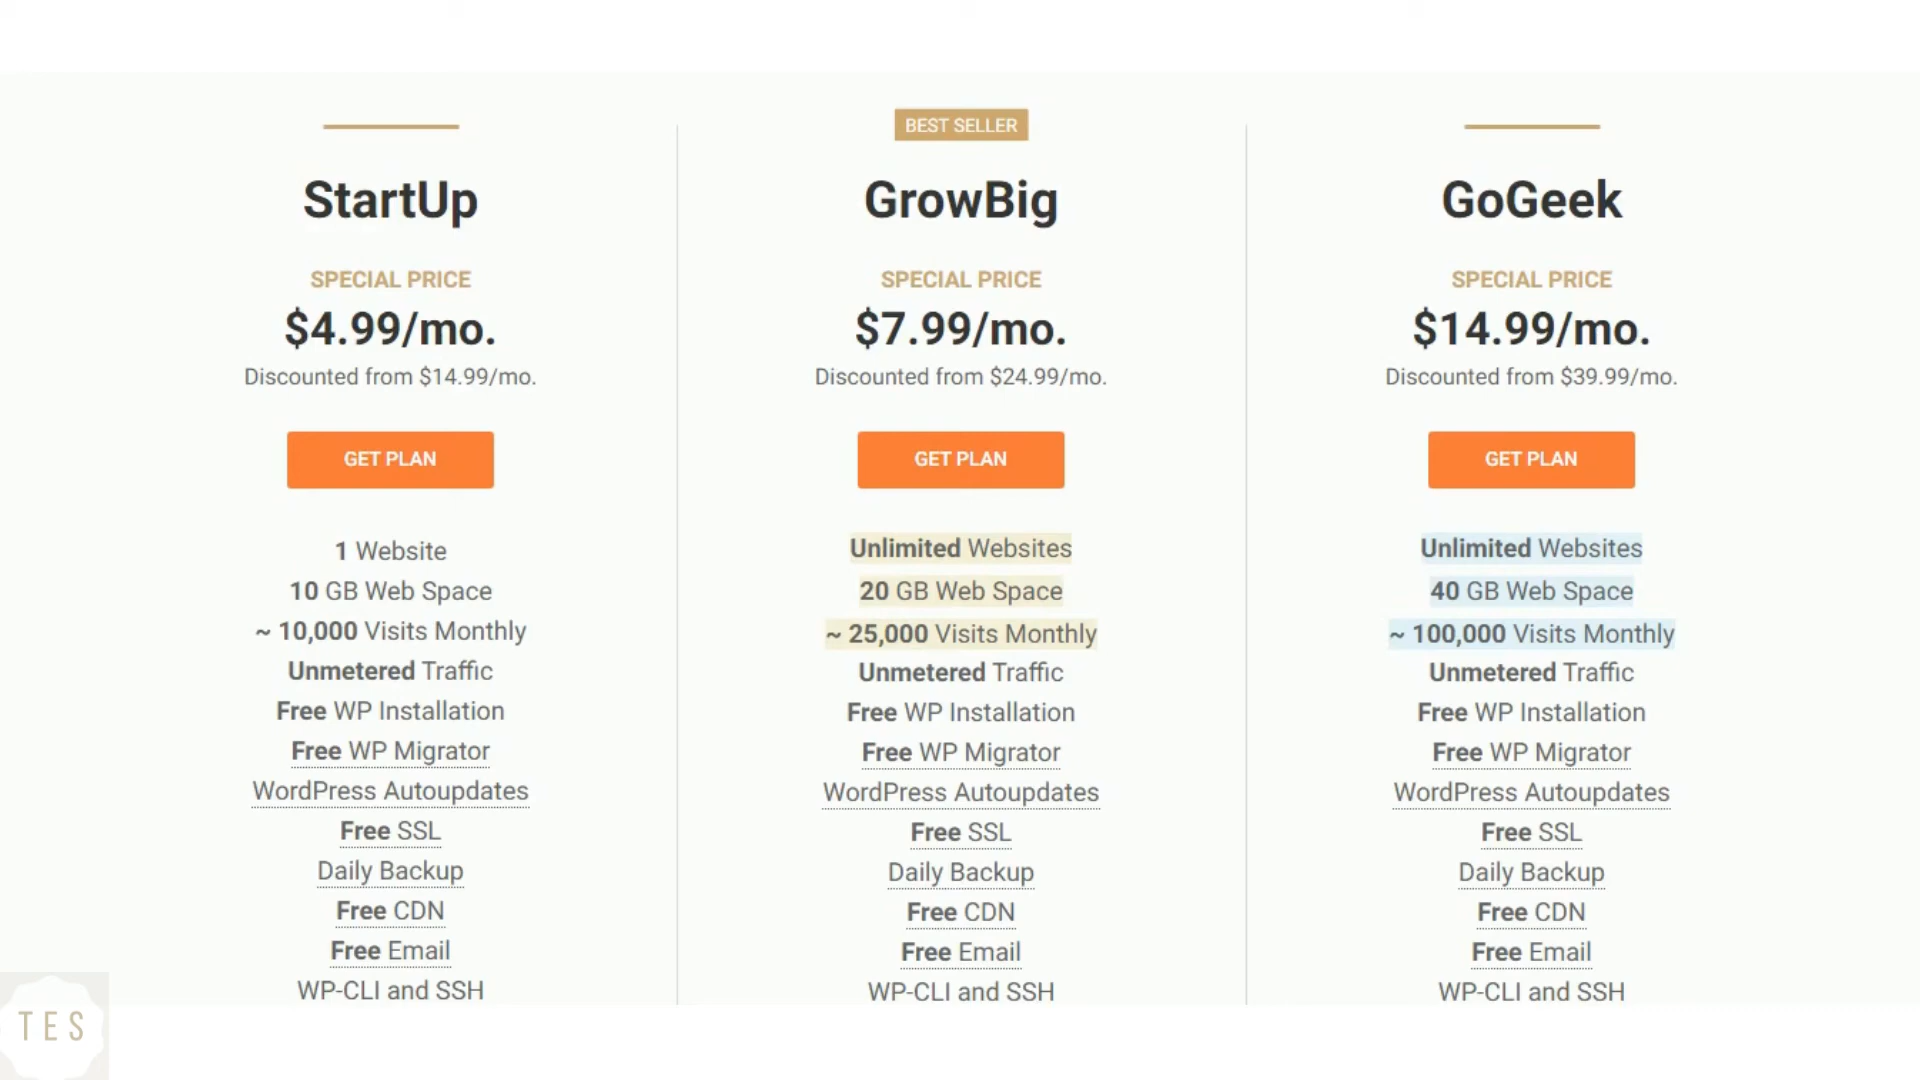 StartUp
SPECIAL PRICE
$4.99/mo.
Discounted from $14.99/mo.
GET PLAN
1 Website
10 GB Web Space
~ 10,000 Visits Monthly
Unmetered Traffic
Free WP Installation
Free WP Migrator
WordPress Autoupdates
Free SSL
Daily Backup
Free CDN
Free Email
WP-CLI and SSH
BEST SELLER
GrowBig
SPECIAL PRICE
$7.99/mo.
Discounted from $24.99/mo.
GET PLAN
Unlimited Websites
20 GB Web Space
~ 25,000 Visits Monthly
Unmetered Traffic
Free WP Installation
Free WP Migrator
WordPress Autoupdates
Free SSL
Daily Backup
Free CDN
Free Email
WP-CLI and SSH
GoGeek
SPECIAL PRICE
$14.99/mo.
Discounted from $39.99/mo.
GET PLAN
Unlimited Websites
40 GB Web Space
~ 100,000 Visits Monthly
Unmetered Traffic
Free WP Installation
Free WP Migrator
WordPress Autoupdates
Free SSL
Daily Backup
Free CDN
Free Email
WP-CLI and SSH
TES